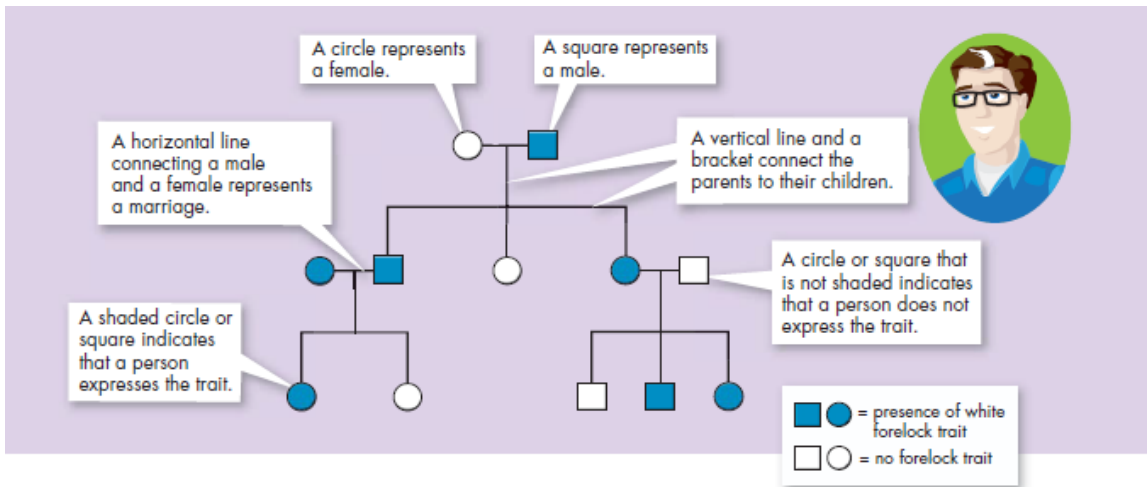 A circle represents
a female.
A square represents
a male.
A horizontal line
connecting a male
and a female represents
a marriage.
A vertical line and a
bracket connect the
parents to their children.
A circle or square that
is not shaded indicates
that a person does not
express the trait.
A shaded circle or
square indicates
that a person
expresses the trait.
= presence of white
forelock trait
= no forelock trait